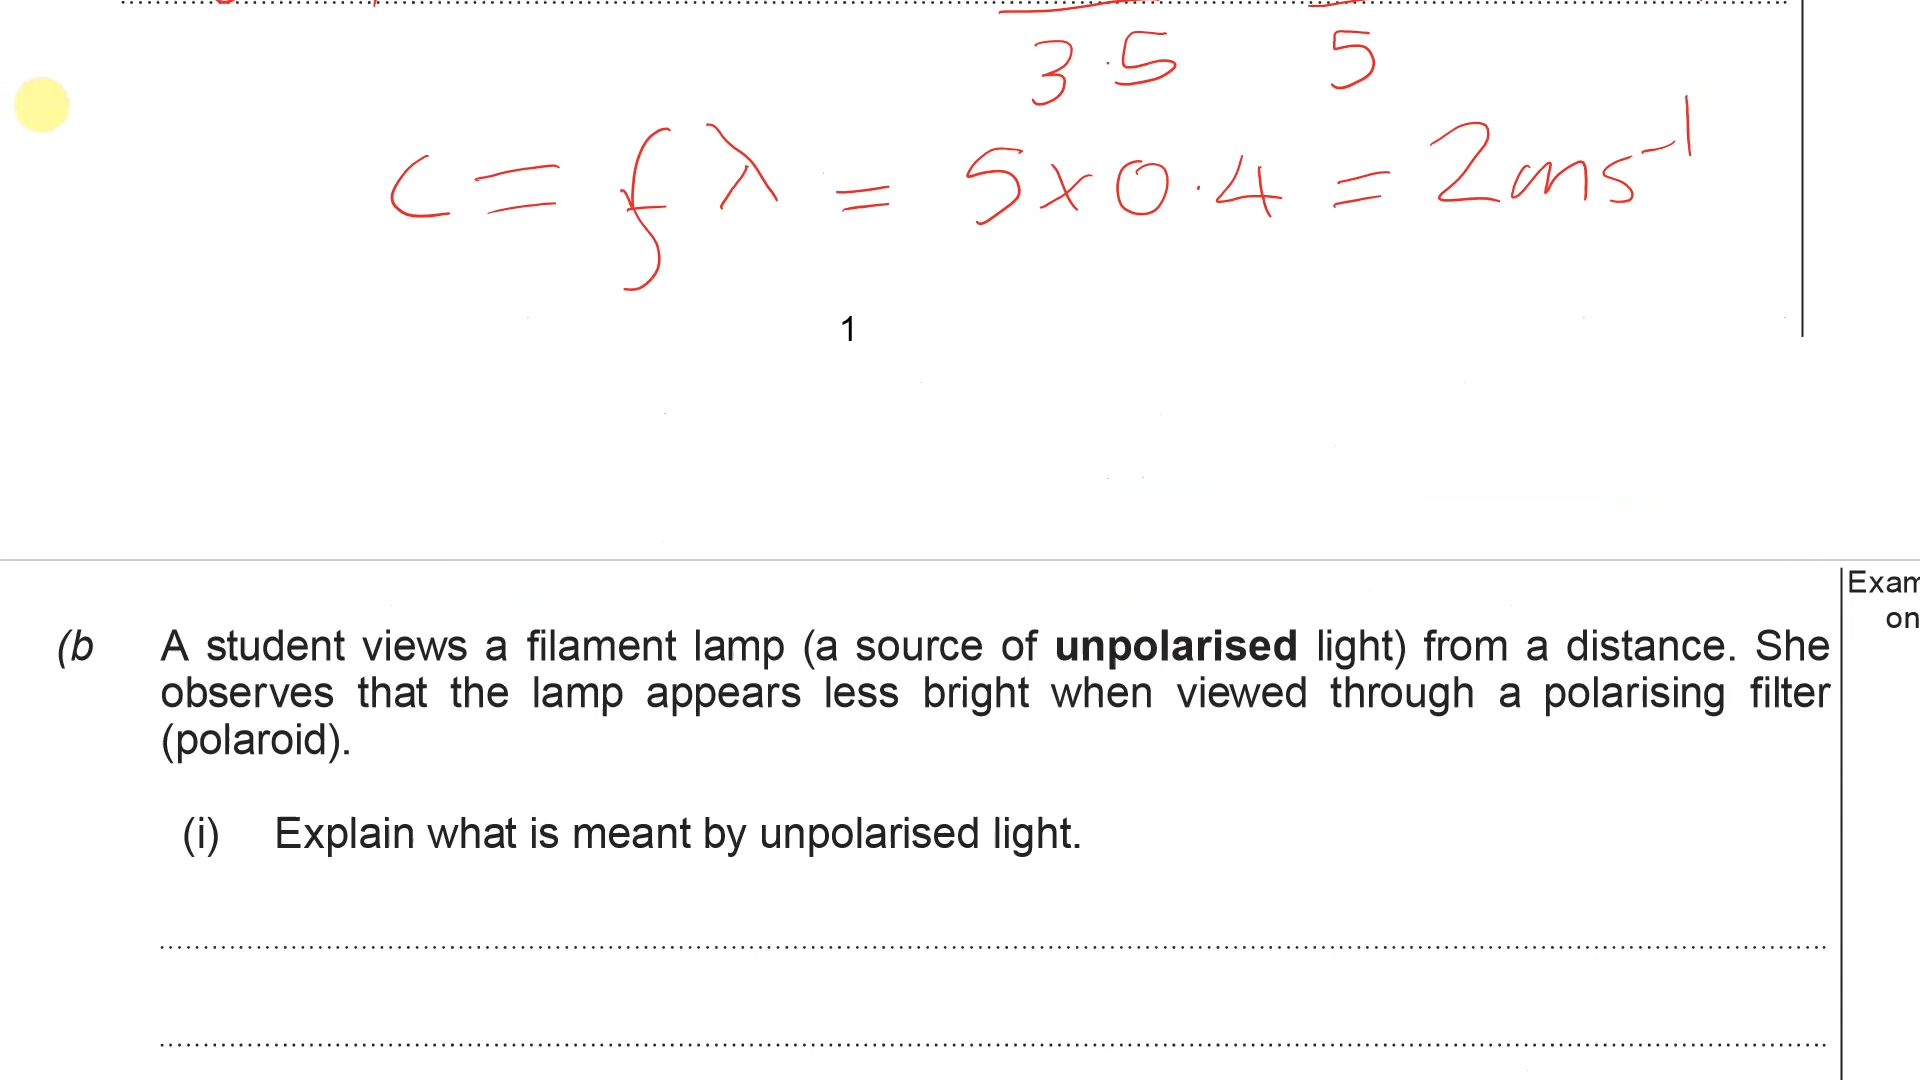 3.5 5
c = fλ = 5 x 0.4 = 2 ms⁻¹
1
Exam
on
(b A student views a filament lamp (a source of unpolarised light) from a distance. She
observes that the lamp appears less bright when viewed through a polarising filter
(polaroid).
(i) Explain what is meant by unpolarised light.